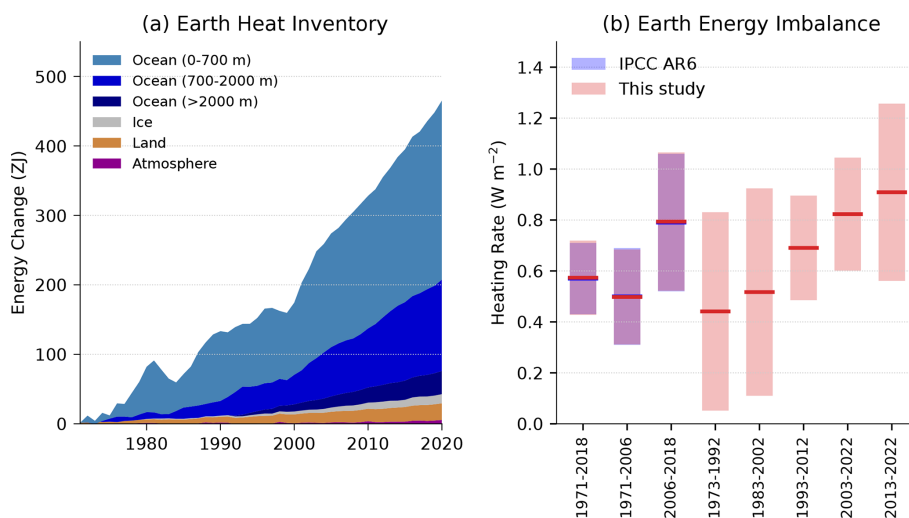 (a) Earth Heat Inventory
Energy Change (ZJ)
500
400
300
200
100
0
Ocean (0-700 m)
Ocean (700-2000 m)
Ocean (>2000 m)
Ice
Land
Atmosphere
1980 1990 2000 2010 2020
(b) Earth Energy Imbalance
Heating Rate (W m⁻²)
1.4
1.2
1.0
0.8
0.6
0.4
0.2
0.0
IPCC AR6
This study
1971-2018
1971-2006
2006-2018
1973-1992
1983-2002
1993-2012
2003-2022
2013-2022